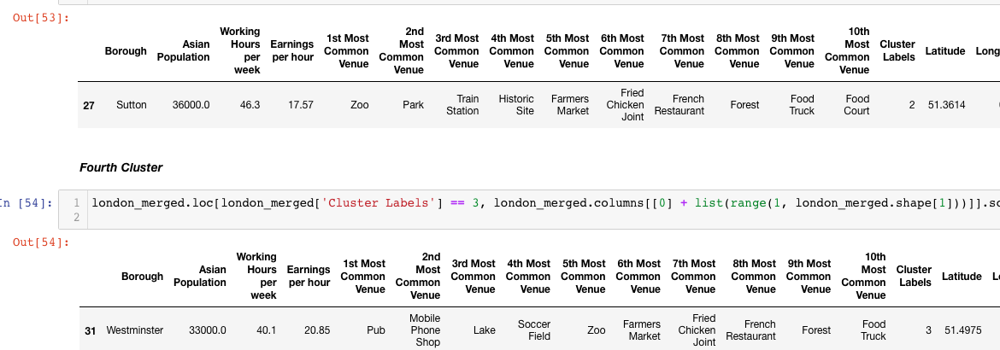 Out[53]:
Borough Asian Population Working Hours per week Earnings per hour 1st Most Common Venue 2nd Most Common Venue 3rd Most Common Venue 4th Most Common Venue 5th Most Common Venue 6th Most Common Venue 7th Most Common Venue 8th Most Common Venue 9th Most Common Venue 10th Most Common Venue Cluster Labels Latitude Long
27 Sutton 36000.0 46.3 17.57 Zoo Park Train Station Historic Site Farmers Market Fried Chicken Joint French Restaurant Forest Food Truck Food Court 2 51.3614
Fourth Cluster
In [54]: 1 london_merged.loc[london_merged['Cluster Labels'] == 3, london_merged.columns[[0] + list(range(1, london_merged.shape[1]))]].so
2
Out[54]:
Borough Asian Population Working Hours per week Earnings per hour 1st Most Common Venue 2nd Most Common Venue 3rd Most Common Venue 4th Most Common Venue 5th Most Common Venue 6th Most Common Venue 7th Most Common Venue 8th Most Common Venue 9th Most Common Venue 10th Most Common Venue Cluster Labels Latitude Lo
31 Westminster 33000.0 40.1 20.85 Pub Mobile Phone Shop Lake Soccer Field Zoo Farmers Market Fried Chicken Joint French Restaurant Forest Food Truck 3 51.4975